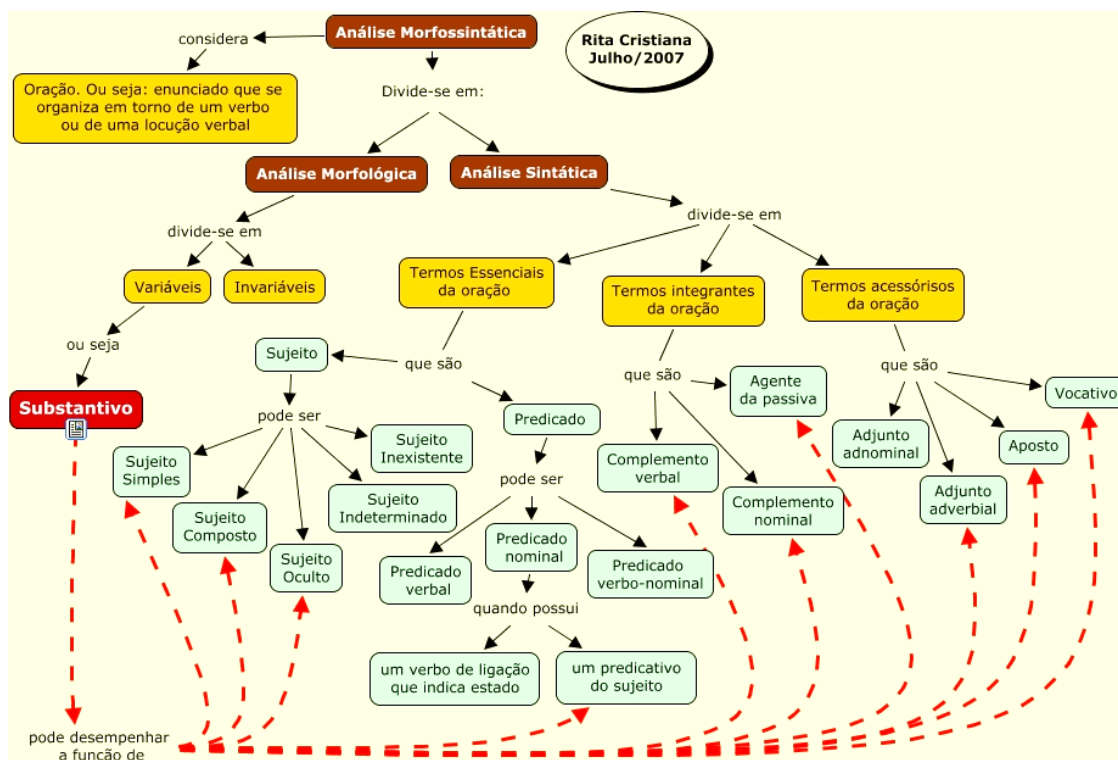 Análise Morfossintática
considera
Rita Cristiana
Julho/2007
Oração. Ou seja: enunciado que se
organiza em torno de um verbo
ou de uma locução verbal
Divide-se em:
Análise Morfológica
Análise Sintática
divide-se em
divide-se em
Variáveis
Invariáveis
Termos Essenciais
da oração
Termos integrantes
da oração
Termos acessórisos
da oração
ou seja
Substantivo
Sujeito
que são
que são
que são
pode ser
Sujeito
Simples
Sujeito
Composto
Sujeito
Oculto
Sujeito
Indeterminado
Sujeito
Inexistente
Predicado
pode ser
Predicado
verbal
Predicado
nominal
Predicado
verbo-nominal
quando possui
um verbo de ligação
que indica estado
um predicativo
do sujeito
Complemento
verbal
Complemento
nominal
Agente
da passiva
Adjunto
adnominal
Adjunto
adverbial
Aposto
Vocativo
pode desempenhar
a função de